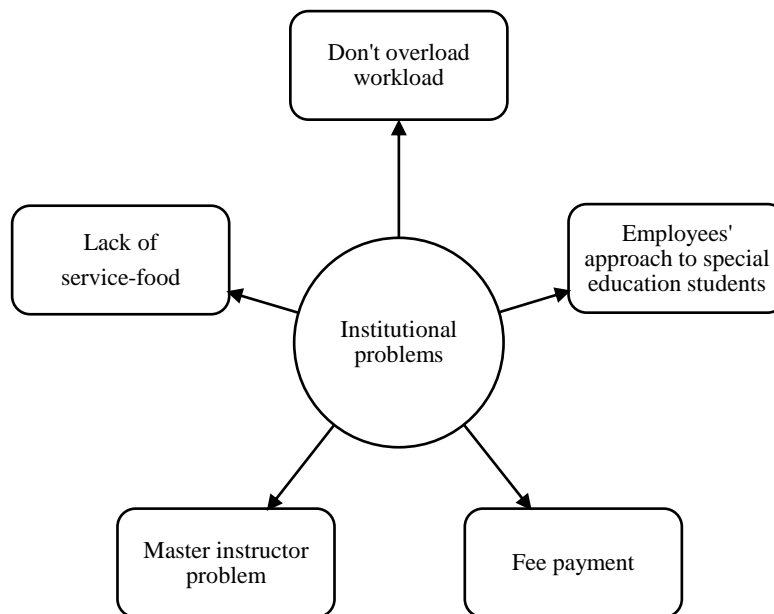 Don't overload
workload
Lack of
service-food
Employees'
approach to special
education students
Institutional
problems
Master instructor
problem
Fee payment